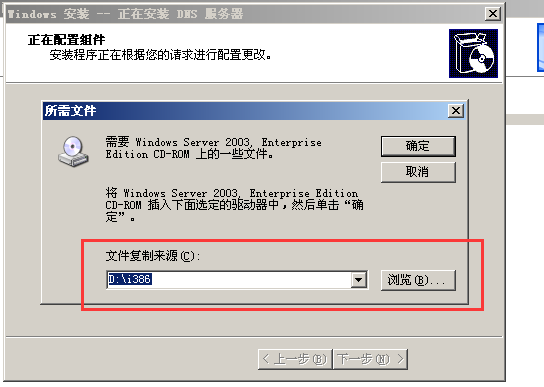 Windows 安装 -- 正在安装 DNS 服务器
正在配置组件
安装程序正在根据您的请求进行配置更改。
所需文件
需要 Windows Server 2003, Enterprise
Edition CD-ROM 上的一些文件。
确定
取消
将 Windows Server 2003, Enterprise Edition
CD-ROM 插入下面选定的驱动器中,然后单击“确
定”。
文件复制来源(C):
D:\i386
浏览(B)...
< 上一步(B)
下一步(N) >